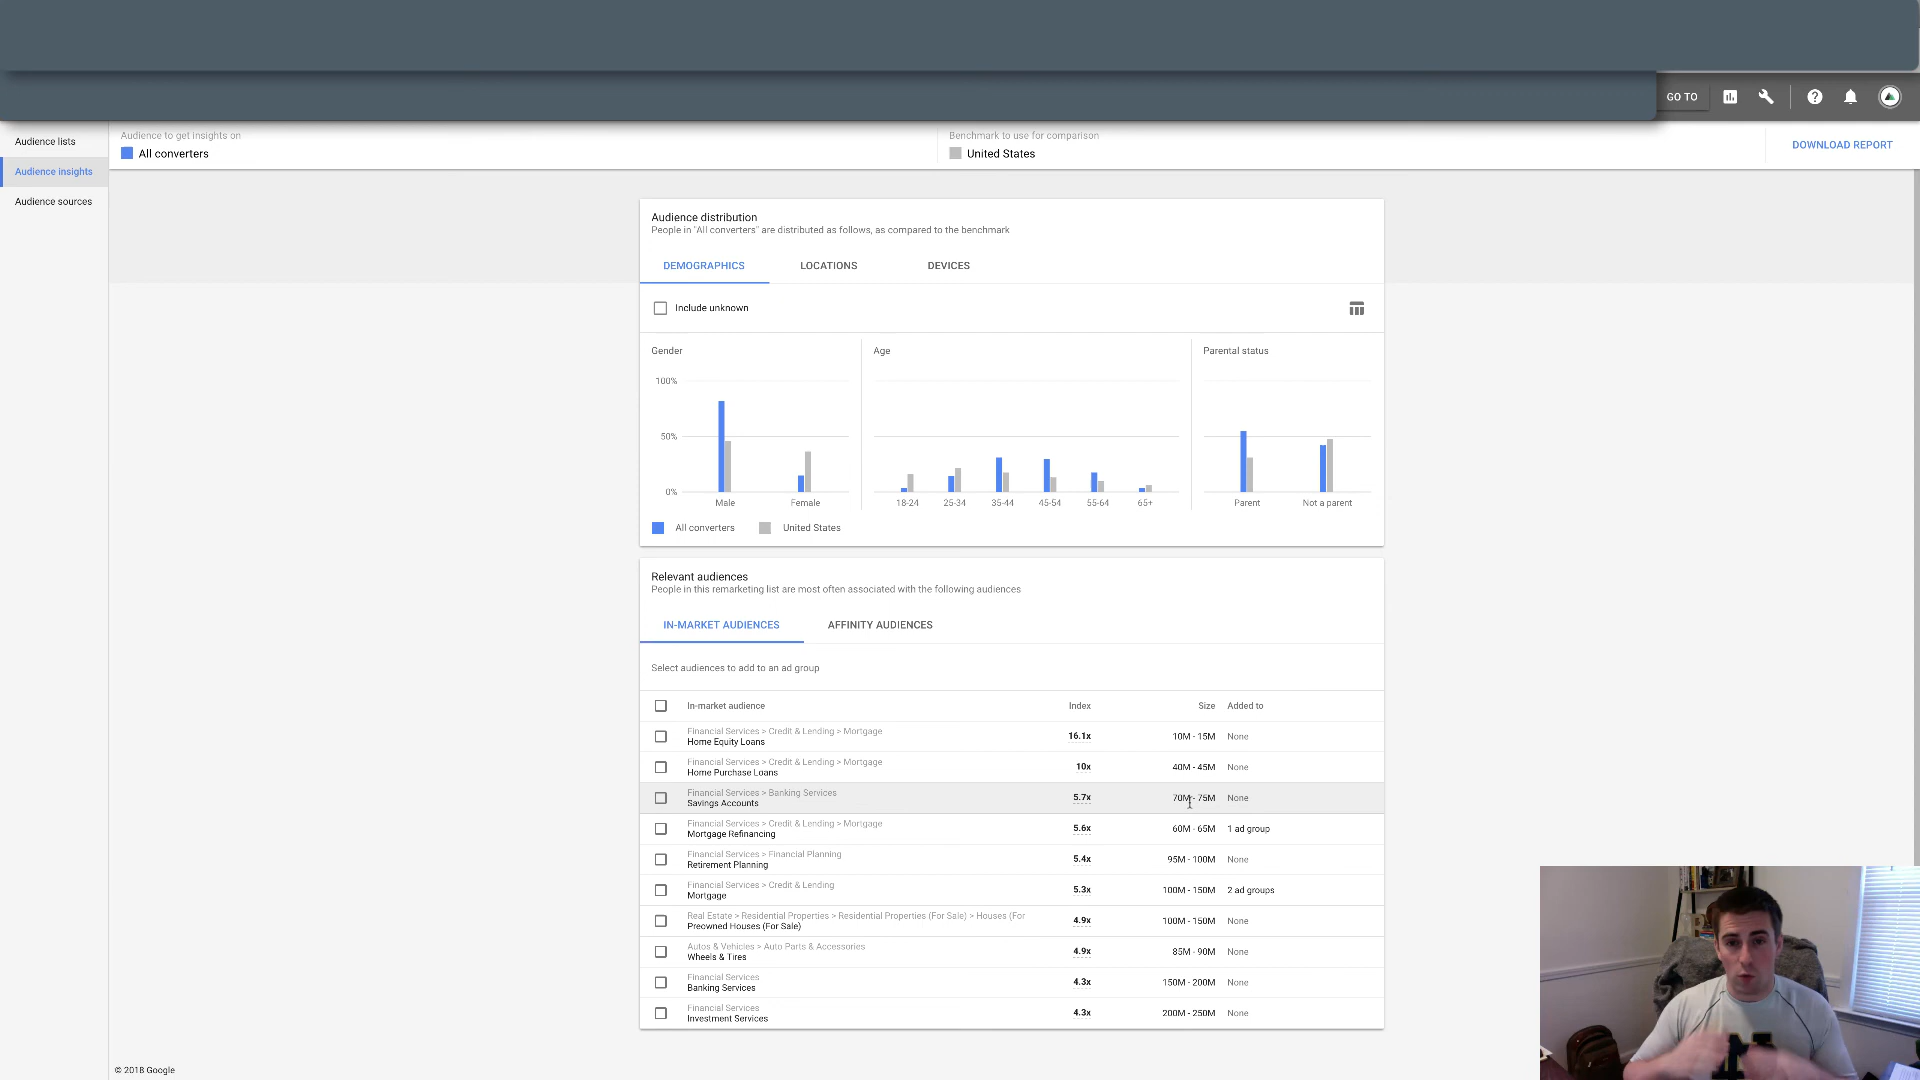 GO TO
Audience lists
Audience insights
Audience sources
Audience to get insights on
All converters
Benchmark to use for comparison
United States
DOWNLOAD REPORT
Audience distribution
People in "All converters" are distributed as follows, as compared to the benchmark
DEMOGRAPHICS LOCATIONS DEVICES
Include unknown
Gender
100%
50%
0%
Male Female
Age
18-24 25-34 35-44 45-54 55-64 65+
Parental status
Parent Not a parent
All converters United States
Relevant audiences
People in this remarketing list are most often associated with the following audiences
IN-MARKET AUDIENCES AFFINITY AUDIENCES
Select audiences to add to an ad group
In-market audience Index Size Added to
Financial Services > Credit & Lending > Mortgage
Home Equity Loans 16.1x 10M - 15M None
Financial Services > Credit & Lending > Mortgage
Home Purchase Loans 10x 40M - 45M None
Financial Services > Banking Services
Savings Accounts 5.7x 70M - 75M None
Financial Services > Credit & Lending > Mortgage
Mortgage Refinancing 5.6x 60M - 65M 1 ad group
Financial Services > Financial Planning
Retirement Planning 5.4x 95M - 100M None
Financial Services > Credit & Lending
Mortgage 5.3x 100M - 150M 2 ad groups
Real Estate > Residential Properties > Residential Properties (For Sale) > Houses (For
Preowned Houses (For Sale) 4.9x 100M - 150M None
Autos & Vehicles > Auto Parts & Accessories
Wheels & Tires 4.9x 85M - 90M None
Financial Services
Banking Services 4.3x 150M - 200M None
Financial Services
Investment Services 4.3x 200M - 250M None
© 2018 Google